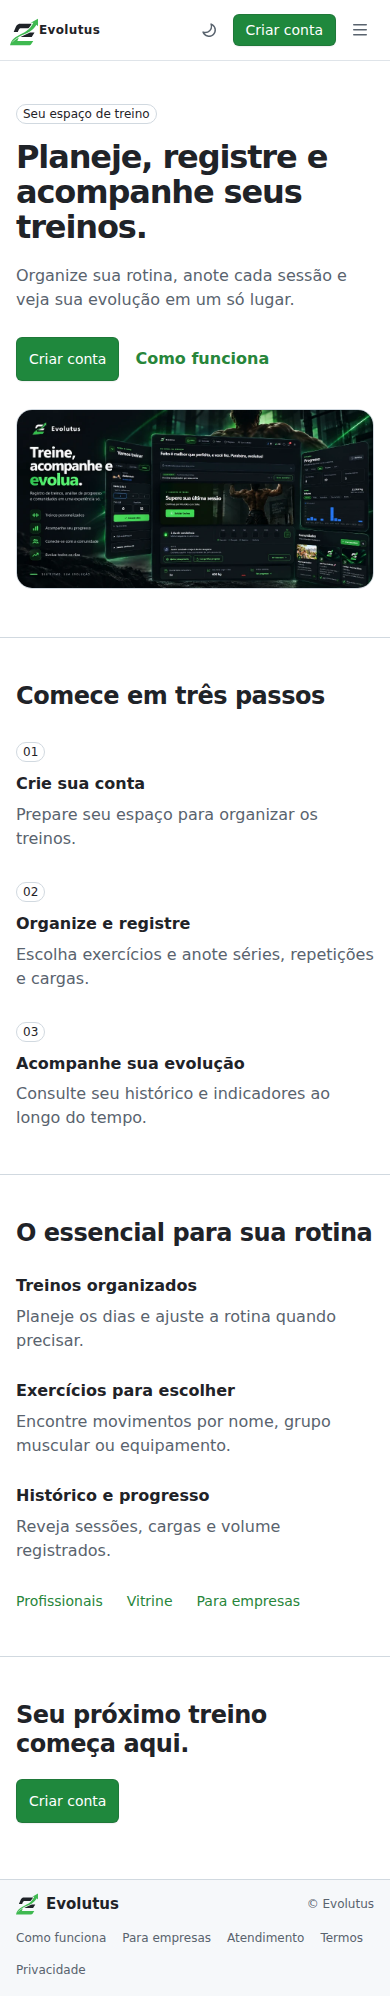 Evolutus
Criar conta
Seu espaço de treino
Planeje, registre e
acompanhe seus
treinos.
Organize sua rotina, anote cada sessão e
veja sua evolução em um só lugar.
Criar conta
Como funciona
Evolutus
Treine,
acompanhe e
evolua.
Comece em três passos
01
Crie sua conta
Prepare seu espaço para organizar os
treinos.
02
Organize e registre
Escolha exercícios e anote séries, repetições
e cargas.
03
Acompanhe sua evolução
Consulte seu histórico e indicadores ao
longo do tempo.
O essencial para sua rotina
Treinos organizados
Planeje os dias e ajuste a rotina quando
precisar.
Exercícios para escolher
Encontre movimentos por nome, grupo
muscular ou equipamento.
Histórico e progresso
Reveja sessões, cargas e volume
registrados.
Profissionais Vitrine Para empresas
Seu próximo treino
começa aqui.
Criar conta
Evolutus
© Evolutus
Como funciona Para empresas Atendimento Termos
Privacidade